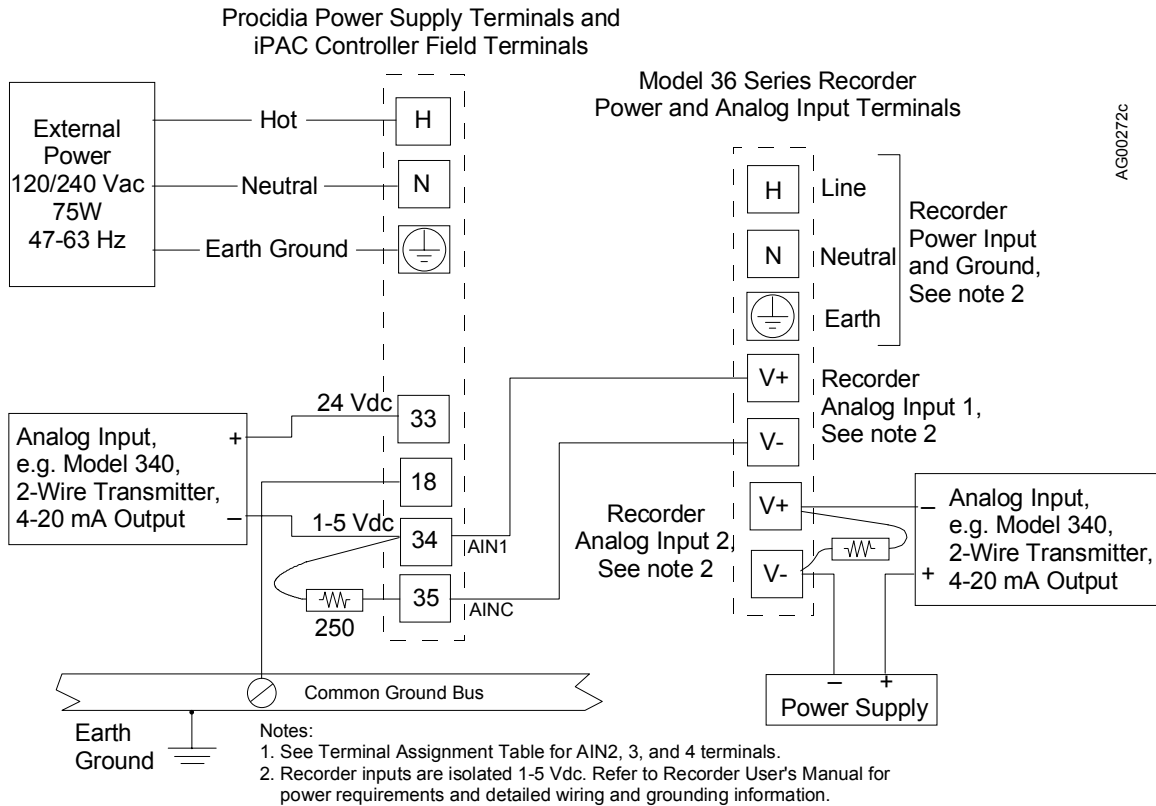 Procidia Power Supply Terminals and
iPAC Controller Field Terminals
Model 36 Series Recorder
Power and Analog Input Terminals
AG00272c
External
Power
120/240 Vac
75W
47-63 Hz
Hot
H
Neutral
N
Earth Ground
H
Line
N
Neutral
Earth
Recorder
Power Input
and Ground,
See note 2
V+
V-
Recorder
Analog Input 1,
See note 2
Analog Input,
e.g. Model 340,
2-Wire Transmitter,
4-20 mA Output
+
–
24 Vdc
33
18
1-5 Vdc
34
AIN1
35
AINC
250
Recorder
Analog Input 2,
See note 2
V+
V-
–
+
Analog Input,
e.g. Model 340,
2-Wire Transmitter,
4-20 mA Output
– +
Power Supply
Common Ground Bus
Earth
Ground
Notes:
1. See Terminal Assignment Table for AIN2, 3, and 4 terminals.
2. Recorder inputs are isolated 1-5 Vdc. Refer to Recorder User's Manual for
power requirements and detailed wiring and grounding information.